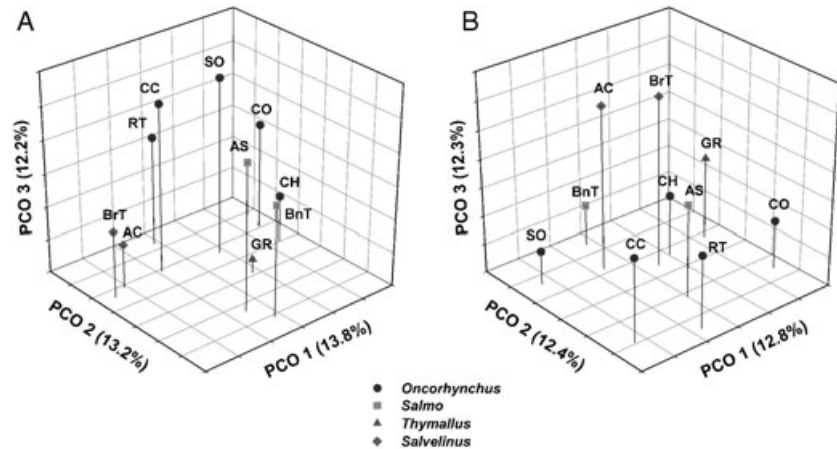 A
SO
CC
RT
CO
AS
CH
BnT
BrT
AC
GR
PCO 3 (12.2%)
PCO 2 (13.2%)
PCO 1 (13.8%)
B
AC
BrT
GR
BnT
CH
AS
CO
SO
CC
RT
PCO 3 (12.3%)
PCO 2 (12.4%)
PCO 1 (12.8%)
Oncorhynchus
Salmo
Thymallus
Salvelinus